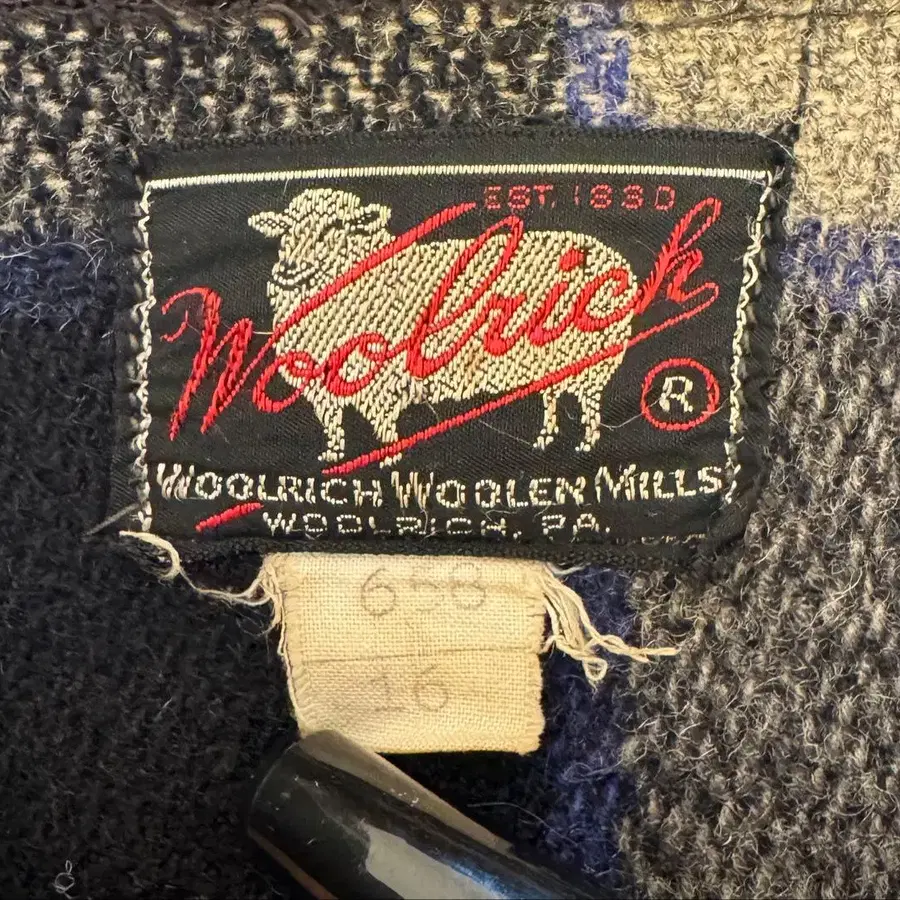 EST. 1830
Woolrich
R
WOOLRICH WOOLEN MILLS
WOOLRICH, PA.
658
16